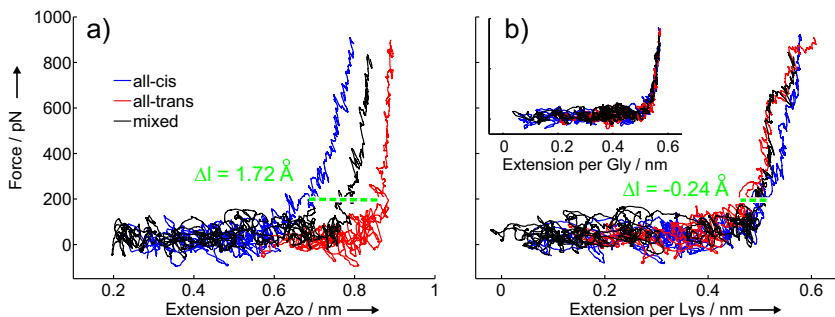 a)
1000
800
600
400
200
0
Force / pN
all-cis
all-trans
mixed
Δl = 1.72 Å
0.2
0.4
0.6
0.8
1
Extension per Azo / nm
b)
0
0.2
0.4
0.6
Extension per Gly / nm
Δl = -0.24 Å
0
0.2
0.4
0.6
Extension per Lys / nm